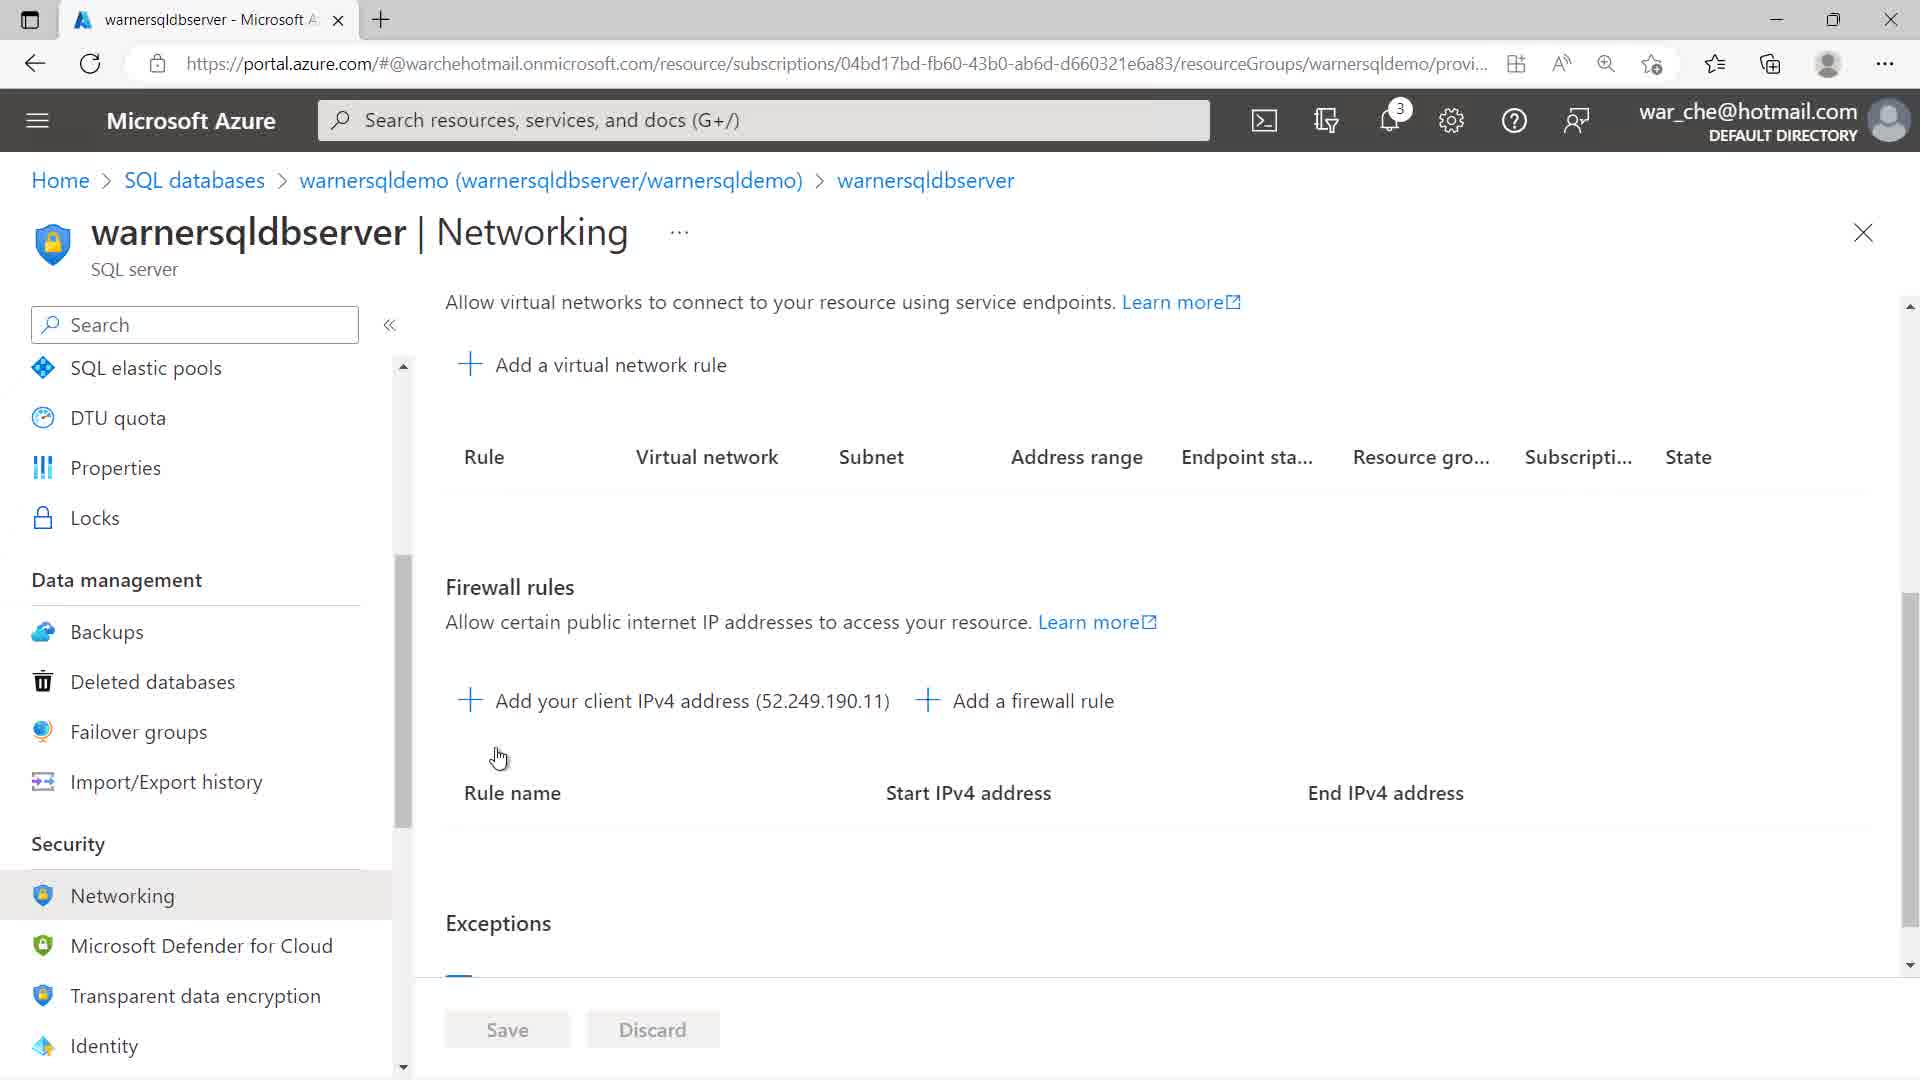 warnersqldbserver - Microsoft A
https://portal.azure.com/#@warchehotmail.onmicrosoft.com/resource/subscriptions/04bd17bd-fb60-43b0-ab6d-d660321e6a83/resourceGroups/warnersqldemo/provi...
Microsoft Azure
Search resources, services, and docs (G+/)
3
war_che@hotmail.com
DEFAULT DIRECTORY
Home > SQL databases > warnersqldemo (warnersqldbserver/warnersqldemo) > warnersqldbserver
warnersqldbserver | Networking ...
SQL server
Search
SQL elastic pools
DTU quota
Properties
Locks
Data management
Backups
Deleted databases
Failover groups
Import/Export history
Security
Networking
Microsoft Defender for Cloud
Transparent data encryption
Identity
Allow virtual networks to connect to your resource using service endpoints. Learn more
+ Add a virtual network rule
Rule Virtual network Subnet Address range Endpoint sta... Resource gro... Subscripti... State
Firewall rules
Allow certain public internet IP addresses to access your resource. Learn more
+ Add your client IPv4 address (52.249.190.11) + Add a firewall rule
Rule name Start IPv4 address End IPv4 address
Exceptions
Save Discard